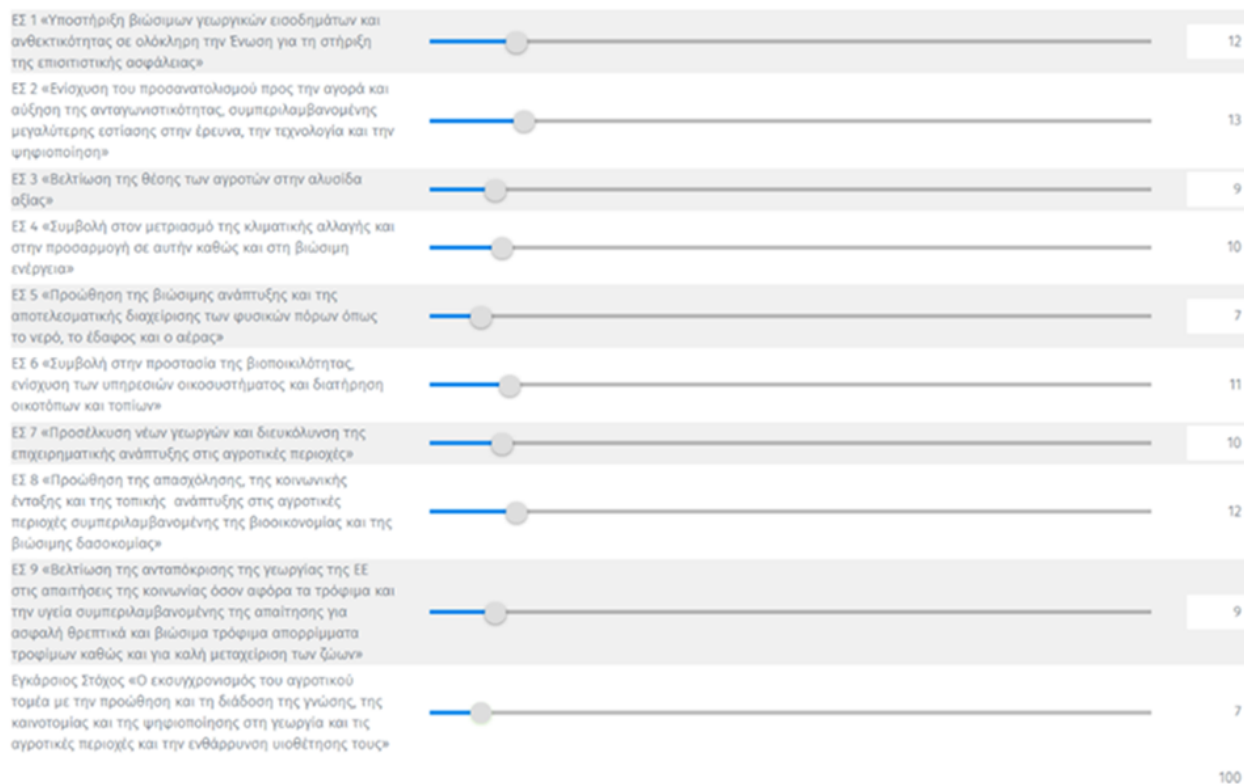 ΕΣ 1 «Υποστήριξη βιώσιμων γεωργικών εισοδημάτων και
ανθεκτικότητας σε ολόκληρη την Ένωση για τη στήριξη
της επισιτιστικής ασφάλειας»
12
ΕΣ 2 «Ενίσχυση του προσανατολισμού προς την αγορά και
αύξηση της ανταγωνιστικότητας, συμπεριλαμβανομένης
μεγαλύτερης εστίασης στην έρευνα, την τεχνολογία και την
ψηφιοποίηση»
13
ΕΣ 3 «Βελτίωση της θέσης των αγροτών στην αλυσίδα
αξίας»
9
ΕΣ 4 «Συμβολή στον μετριασμό της κλιματικής αλλαγής και
στην προσαρμογή σε αυτήν καθώς και στη βιώσιμη
ενέργεια»
10
ΕΣ 5 «Προώθηση της βιώσιμης ανάπτυξης και της
αποτελεσματικής διαχείρισης των φυσικών πόρων όπως
το νερό, το έδαφος και ο αέρας»
7
ΕΣ 6 «Συμβολή στην προστασία της βιοποικιλότητας,
ενίσχυση των υπηρεσιών οικοσυστήματος και διατήρηση
οικοτόπων και τοπίων»
11
ΕΣ 7 «Προσέλκυση νέων γεωργών και διευκόλυνση της
επιχειρηματικής ανάπτυξης στις αγροτικές περιοχές»
10
ΕΣ 8 «Προώθηση της απασχόλησης, της κοινωνικής
ένταξης και της τοπικής ανάπτυξης στις αγροτικές
περιοχές συμπεριλαμβανομένης της βιοοικονομίας και της
βιώσιμης δασοκομίας»
12
ΕΣ 9 «Βελτίωση της ανταπόκρισης της γεωργίας της ΕΕ
στις απαιτήσεις της κοινωνίας όσον αφόρα τα τρόφιμα και
την υγεία συμπεριλαμβανομένης της απαίτησης για
ασφαλή θρεπτικά και βιώσιμα τρόφιμα απορρίμματα
τροφίμων καθώς και για καλή μεταχείριση των ζώων»
9
Εγκάρσιος Στόχος «Ο εκσυγχρονισμός του αγροτικού
τομέα με την προώθηση και τη διάδοση της γνώσης, της
καινοτομίας και της ψηφιοποίησης στη γεωργία και τις
αγροτικές περιοχές και την ενθάρρυνση υιοθέτησης τους»
7
100